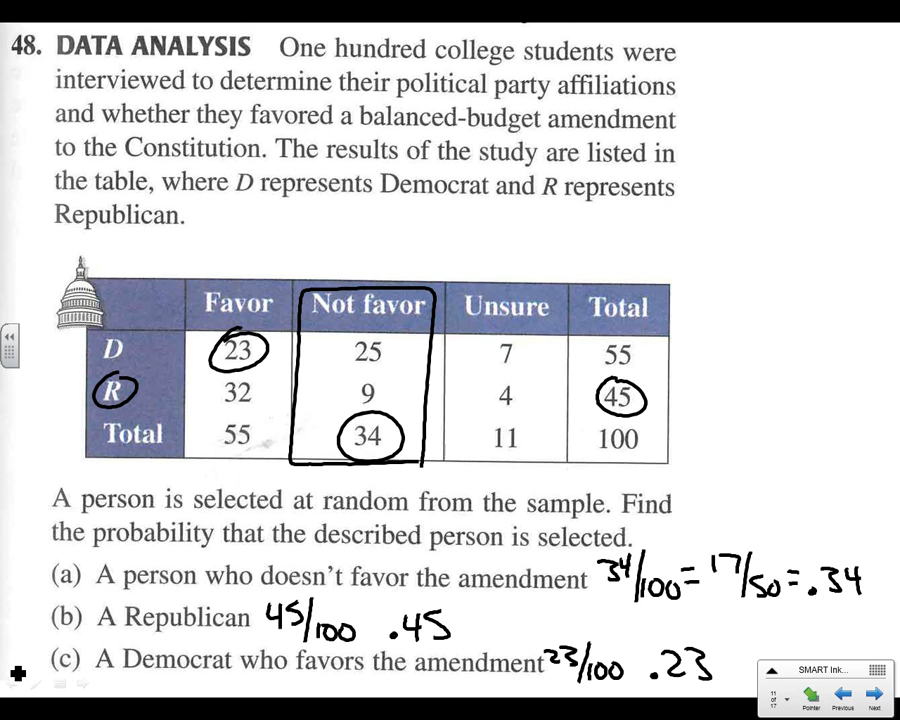 48. DATA ANALYSIS One hundred college students were
interviewed to determine their political party affiliations
and whether they favored a balanced-budget amendment
to the Constitution. The results of the study are listed in
the table, where D represents Democrat and R represents
Republican.
Favor Not favor Unsure Total
D 23 25 7 55
R 32 9 4 45
Total 55 34 11 100
A person is selected at random from the sample. Find
the probability that the described person is selected.
(a) A person who doesn't favor the amendment 34/100 = 17/50 = .34
(b) A Republican 45/100 .45
(c) A Democrat who favors the amendment 23/100 .23
SMART Ink...
11 of 17 Pointer Previous Next